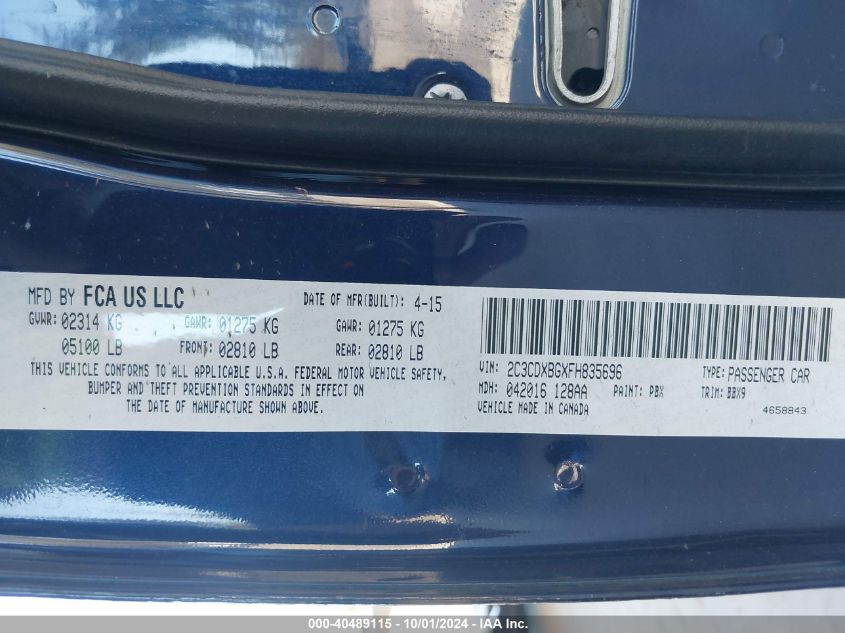 MFD BY FCA US LLC
DATE OF MFR(BUILT): 4-15
GVWR: 02314 KG GAWR: 01275 KG GAWR: 01275 KG
05100 LB FRONT: 02810 LB REAR: 02810 LB
THIS VEHICLE CONFORMS TO ALL APPLICABLE U.S.A. FEDERAL MOTOR VEHICLE SAFETY,
BUMPER AND THEFT PREVENTION STANDARDS IN EFFECT ON
THE DATE OF MANUFACTURE SHOWN ABOVE.
VIN: 2C3CDXBGXFH835696 TYPE: PASSENGER CAR
MDH: 042016 128AA PAINT: PBX TRIM: BBX9
VEHICLE MADE IN CANADA 4658843
000-40489115 - 10/01/2024 - IAA Inc.